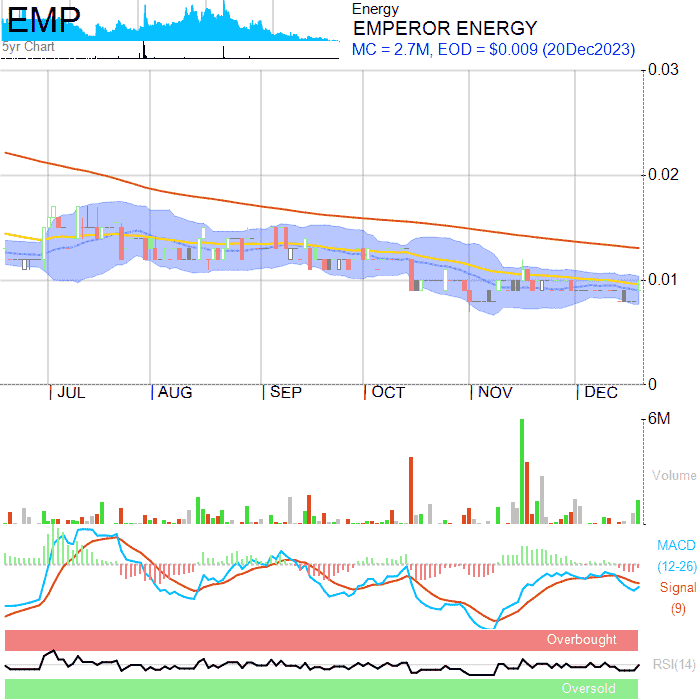 EMP
5yr Chart
Energy
EMPEROR ENERGY
MC = 2.7M, EOD = $0.009 (20Dec2023)
0.03
0.02
0.01
0
JUL AUG SEP OCT NOV DEC
6M
Volume
MACD
(12-26)
Signal
(9)
Overbought
RSI(14)
Oversold